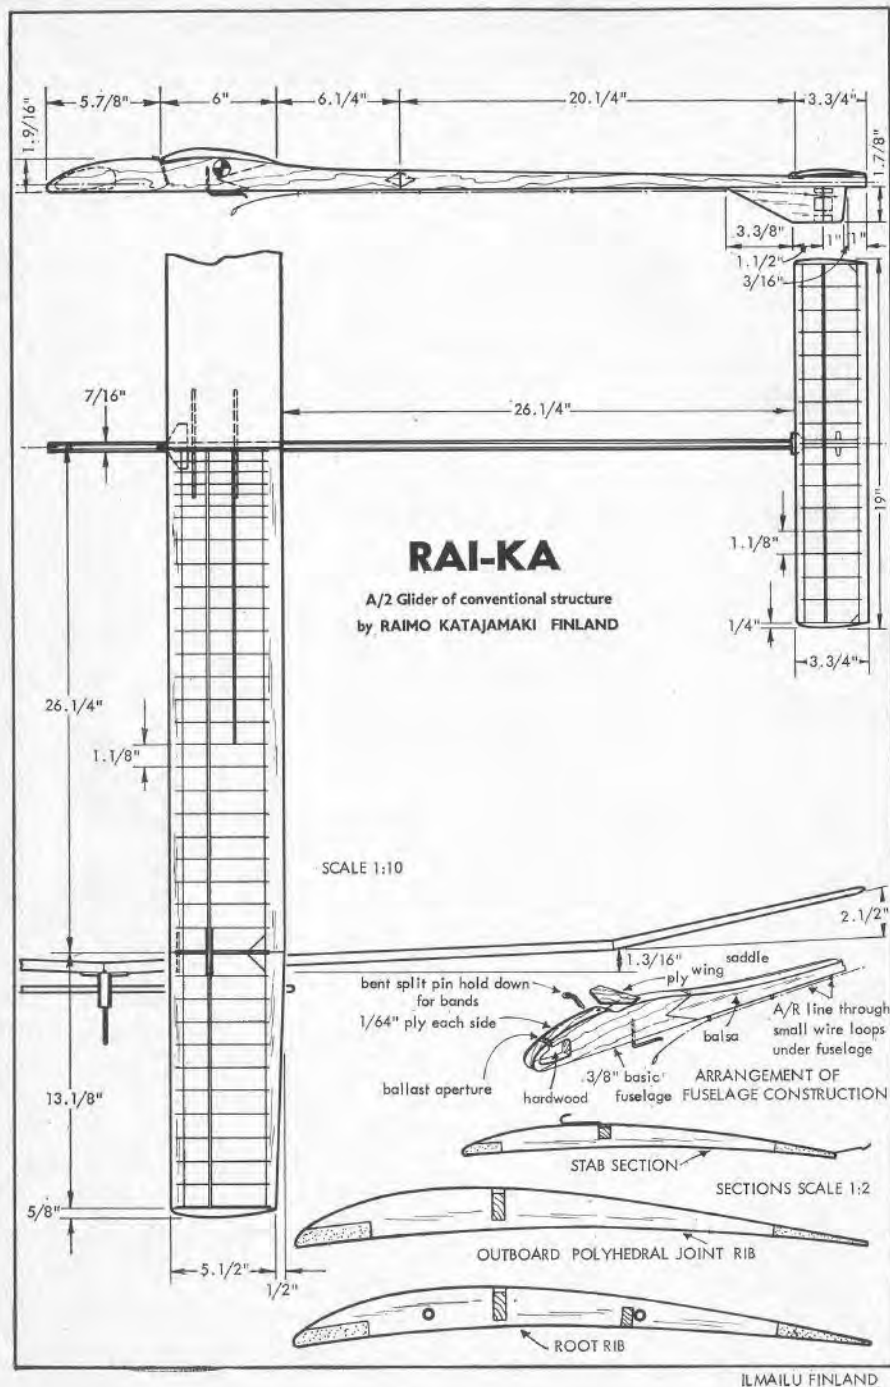 5.7/8"
6"
6.1/4"
20.1/4"
3.3/4"
1.9/16"
1.7/8"
3.3/8"
1"
1"
1.1/2"
3/16"
7/16"
26.1/4"
19"
1.1/8"
1/4"
3.3/4"
RAI-KA
A/2 Glider of conventional structure
by RAIMO KATAJAMAKI FINLAND
26.1/4"
1.1/8"
SCALE 1:10
2.1/2"
1.3/16"
bent split pin hold down
for bands
ply wing saddle
1/64" ply each side
balsa
A/R line through
small wire loops
under fuselage
ballast aperture
hardwood
3/8" basic
fuselage
ARRANGEMENT OF
FUSELAGE CONSTRUCTION
13.1/8"
STAB SECTION
SECTIONS SCALE 1:2
5/8"
OUTBOARD POLYHEDRAL JOINT RIB
5.1/2"
1/2"
ROOT RIB
ILMAILU FINLAND